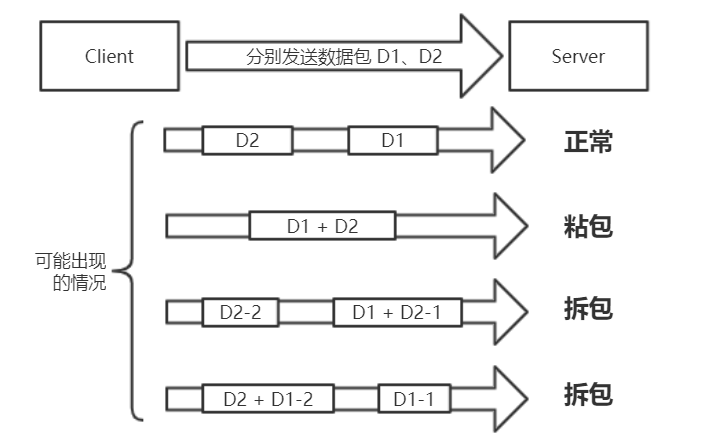 Client
分别发送数据包 D1、D2
Server
D2
D1
正常
D1 + D2
粘包
可能出现
的情况
D2-2
D1 + D2-1
拆包
D2 + D1-2
D1-1
拆包